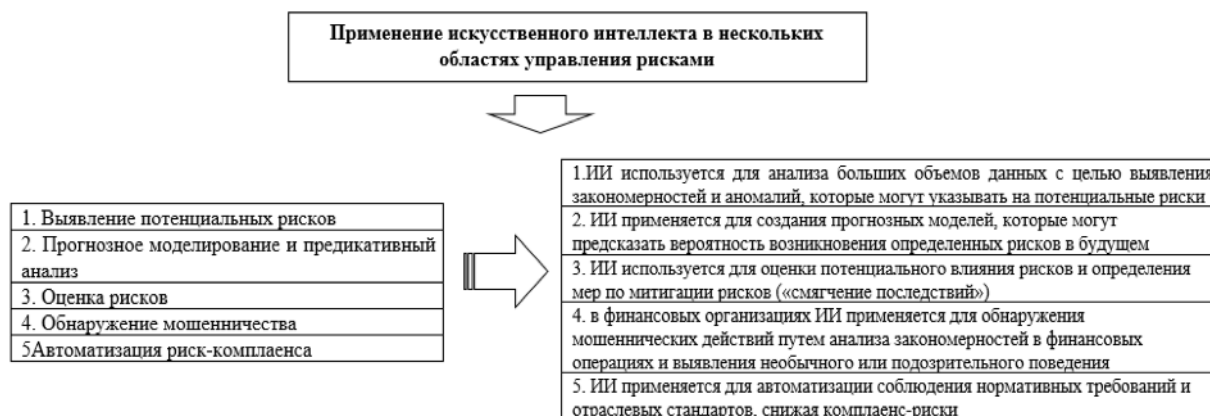 Применение искусственного интеллекта в нескольких
областях управления рисками
1. Выявление потенциальных рисков
2. Прогнозное моделирование и предикативный
анализ
3. Оценка рисков
4. Обнаружение мошенничества
5Автоматизация риск-комплаенса
1.ИИ используется для анализа больших объемов данных с целью выявления
закономерностей и аномалий, которые могут указывать на потенциальные риски
2. ИИ применяется для создания прогнозных моделей, которые могут
предсказать вероятность возникновения определенных рисков в будущем
3. ИИ используется для оценки потенциального влияния рисков и определения
мер по митигации рисков («смягчение последствий»)
4. в финансовых организациях ИИ применяется для обнаружения
мошеннических действий путем анализа закономерностей в финансовых
операциях и выявления необычного или подозрительного поведения
5. ИИ применяется для автоматизации соблюдения нормативных требований и
отраслевых стандартов, снижая комплаенс-риски